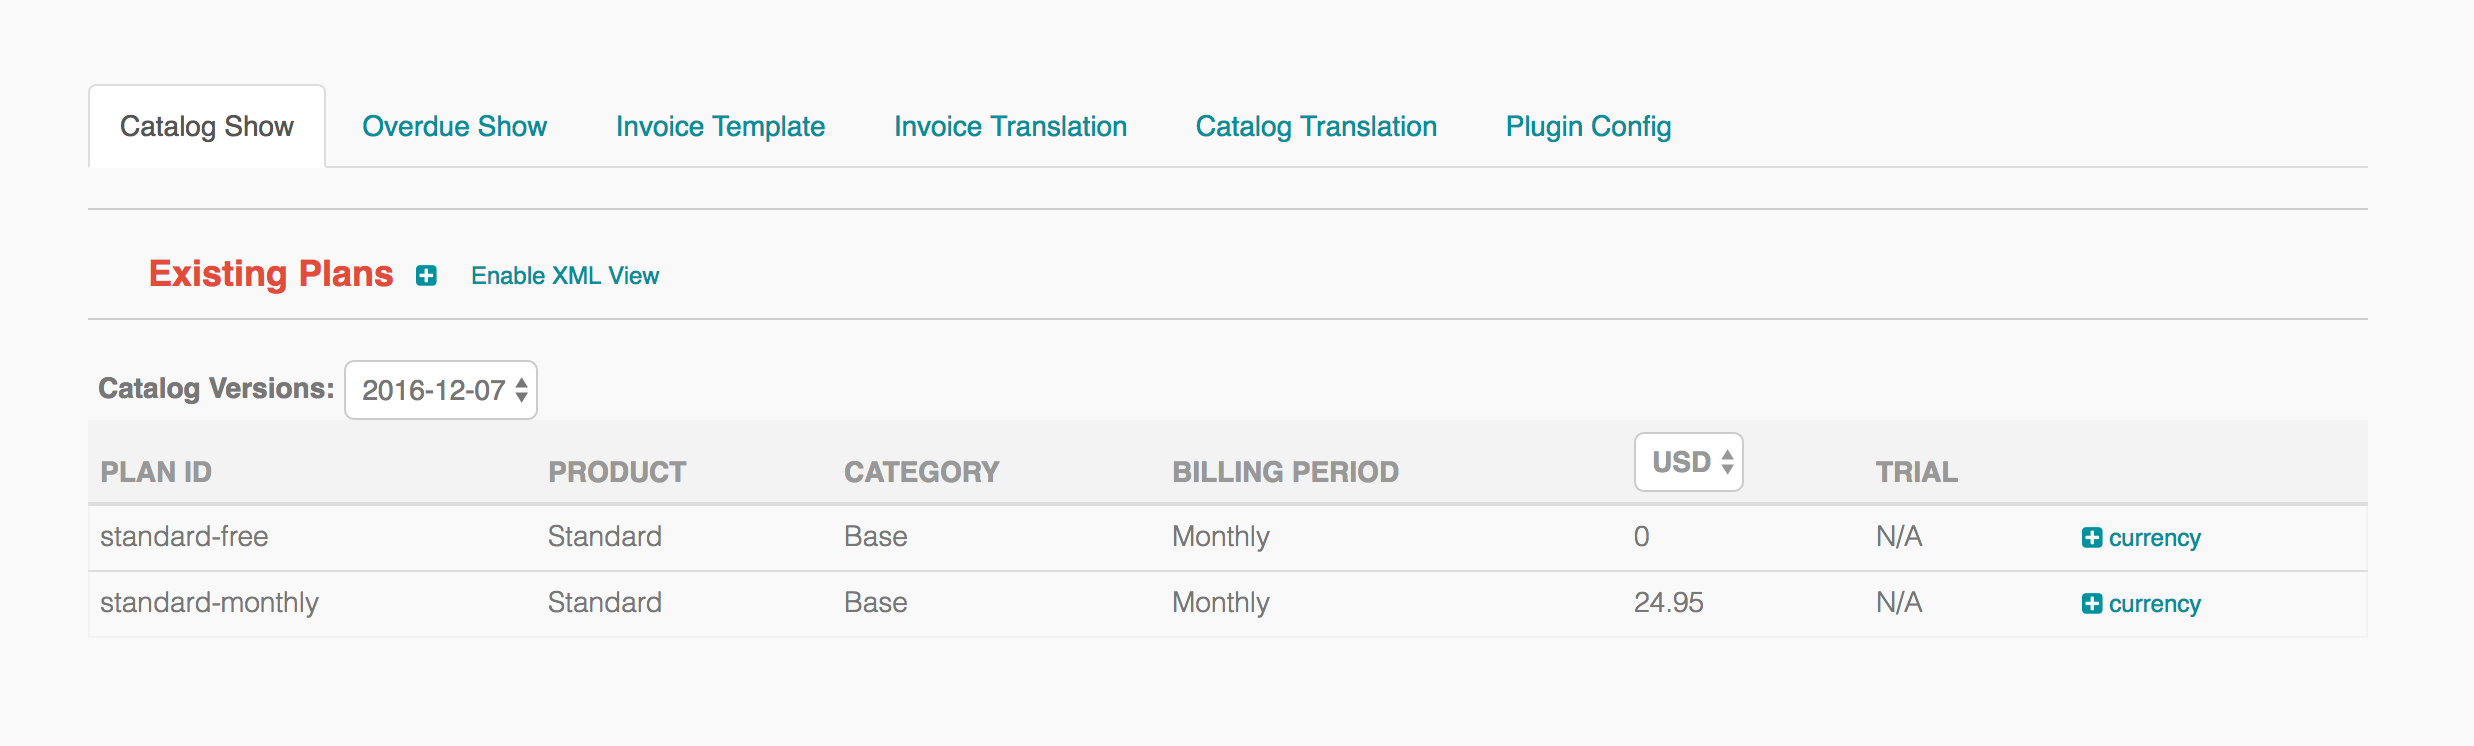 Catalog Show Overdue Show Invoice Template Invoice Translation Catalog Translation Plugin Config
Existing Plans Enable XML View
Catalog Versions: 2016-12-07
PLAN ID PRODUCT CATEGORY BILLING PERIOD USD TRIAL
standard-free Standard Base Monthly 0 N/A currency
standard-monthly Standard Base Monthly 24.95 N/A currency